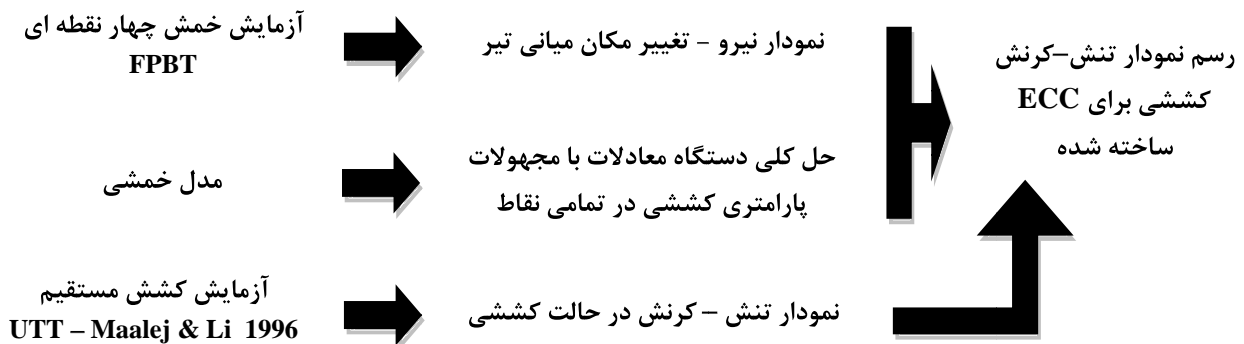 آزمایش خمش چهار نقطه ای
FPBT
نمودار نیرو - تغییر مکان میانی تیر
رسم نمودار تنش–کرنش
کششی برای ECC
ساخته شده
مدل خمشی
حل کلی دستگاه معادلات با مجهولات
پارامتری کششی در تمامی نقاط
آزمایش کشش مستقیم
UTT – Maalej & Li 1996
نمودار تنش – کرنش در حالت کششی